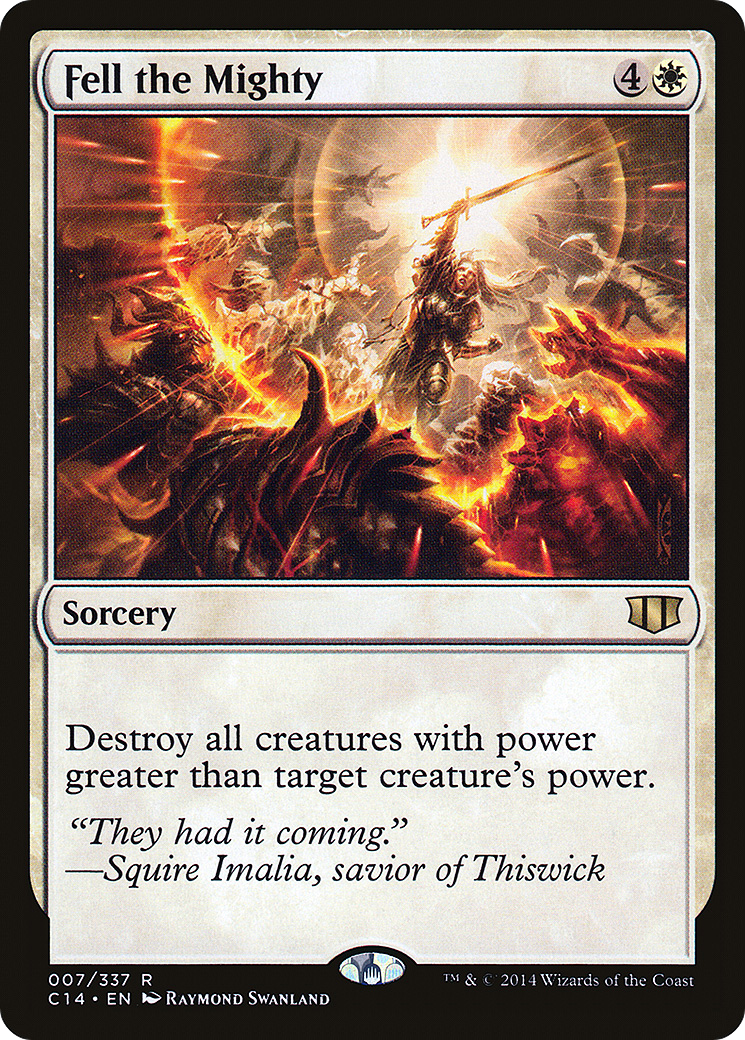 Fell the Mighty 4
Sorcery
Destroy all creatures with power
greater than target creature's power.
“They had it coming.”
—Squire Imalia, savior of Thiswick
007/337 R
™ & © 2014 Wizards of the Coast
C14 • EN Raymond Swanland